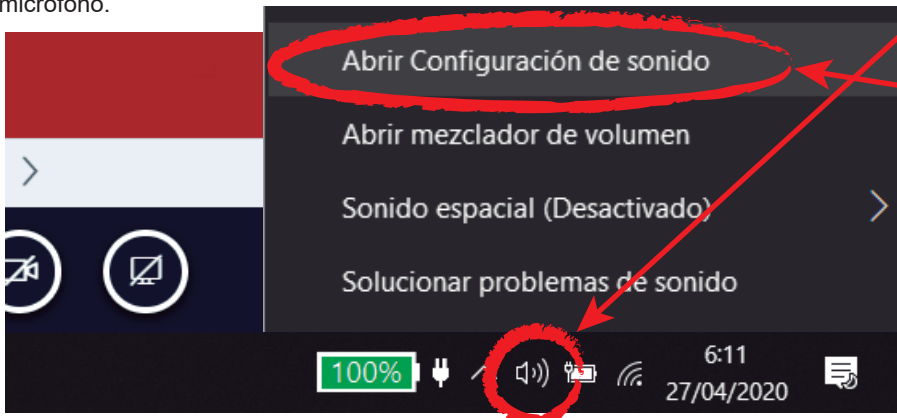 micrófono.
Abrir Configuración de sonido
Abrir mezclador de volumen
Sonido espacial (Desactivado)
Solucionar problemas de sonido
100%
6:11
27/04/2020